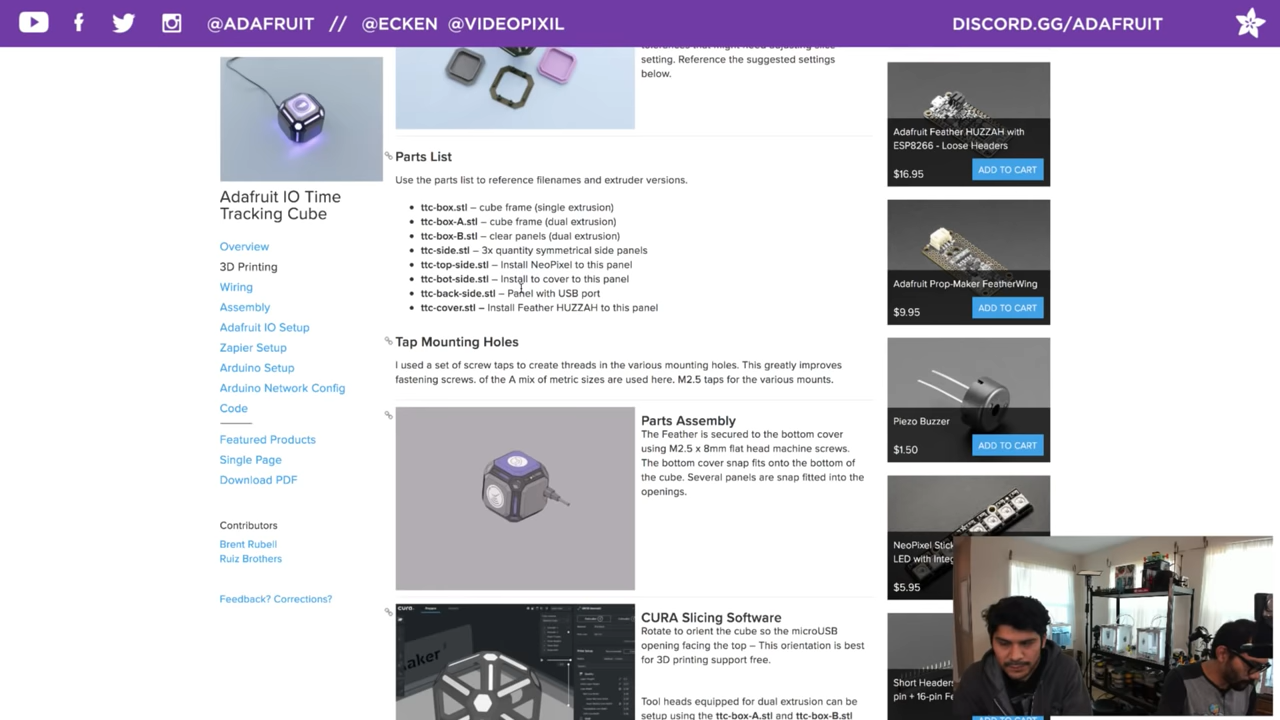 @ADAFRUIT // @ECKEN @VIDEOPIXIL
DISCORD.GG/ADAFRUIT
Adafruit IO Time
Tracking Cube
Overview
3D Printing
Wiring
Assembly
Adafruit IO Setup
Zapier Setup
Arduino Setup
Arduino Network Config
Code
Featured Products
Single Page
Download PDF
Contributors
Brent Rubell
Ruiz Brothers
Feedback? Corrections?
tolerances that might need adjusting slice
setting. Reference the suggested settings
below.
Parts List
Use the parts list to reference filenames and extruder versions.
• ttc-box.stl – cube frame (single extrusion)
• ttc-box-A.stl – cube frame (dual extrusion)
• ttc-box-B.stl – clear panels (dual extrusion)
• ttc-side.stl – 3x quantity symmetrical side panels
• ttc-top-side.stl – Install NeoPixel to this panel
• ttc-bot-side.stl – Install to cover to this panel
• ttc-back-side.stl – Panel with USB port
• ttc-cover.stl – Install Feather HUZZAH to this panel
Tap Mounting Holes
I used a set of screw taps to create threads in the various mounting holes. This greatly improves
fastening screws. of the A mix of metric sizes are used here. M2.5 taps for the various mounts.
Parts Assembly
The Feather is secured to the bottom cover
using M2.5 x 8mm flat head machine screws.
The bottom cover snap fits onto the bottom of
the cube. Several panels are snap fitted into the
openings.
cura.
CURA Slicing Software
Rotate to orient the cube so the microUSB
opening facing the top – This orientation is best
for 3D printing support free.
Tool heads equipped for dual extrusion can be
setup using the ttc-box-A.stl and ttc-box-B.stl
Adafruit Feather HUZZAH with
ESP8266 - Loose Headers
$16.95
ADD TO CART
Adafruit Prop-Maker FeatherWing
$9.95
ADD TO CART
Piezo Buzzer
$1.50
ADD TO CART
NeoPixel Stick
LED with Integ
$5.95
Short Headers
pin + 16-pin Fe